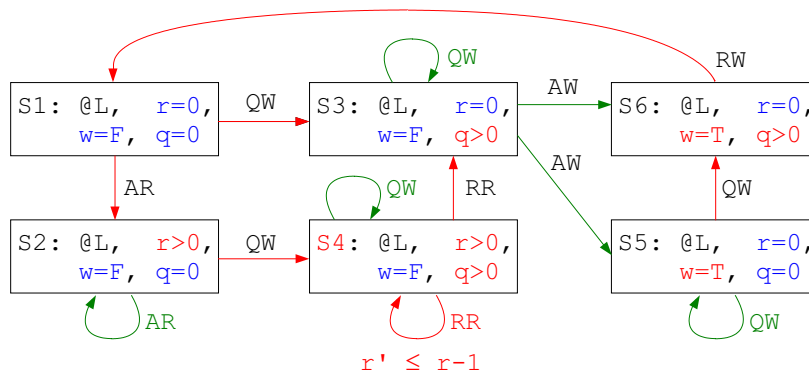 QW
RW
S1: @L, r=0,
w=F, q=0
QW
S3: @L, r=0,
w=F, q>0
AW
S6: @L, r=0,
w=T, q>0
AR
QW
RR
AW
QW
S2: @L, r>0,
w=F, q=0
QW
S4: @L, r>0,
w=F, q>0
S5: @L, r=0,
w=T, q=0
AR
RR
QW
r' ≤ r-1